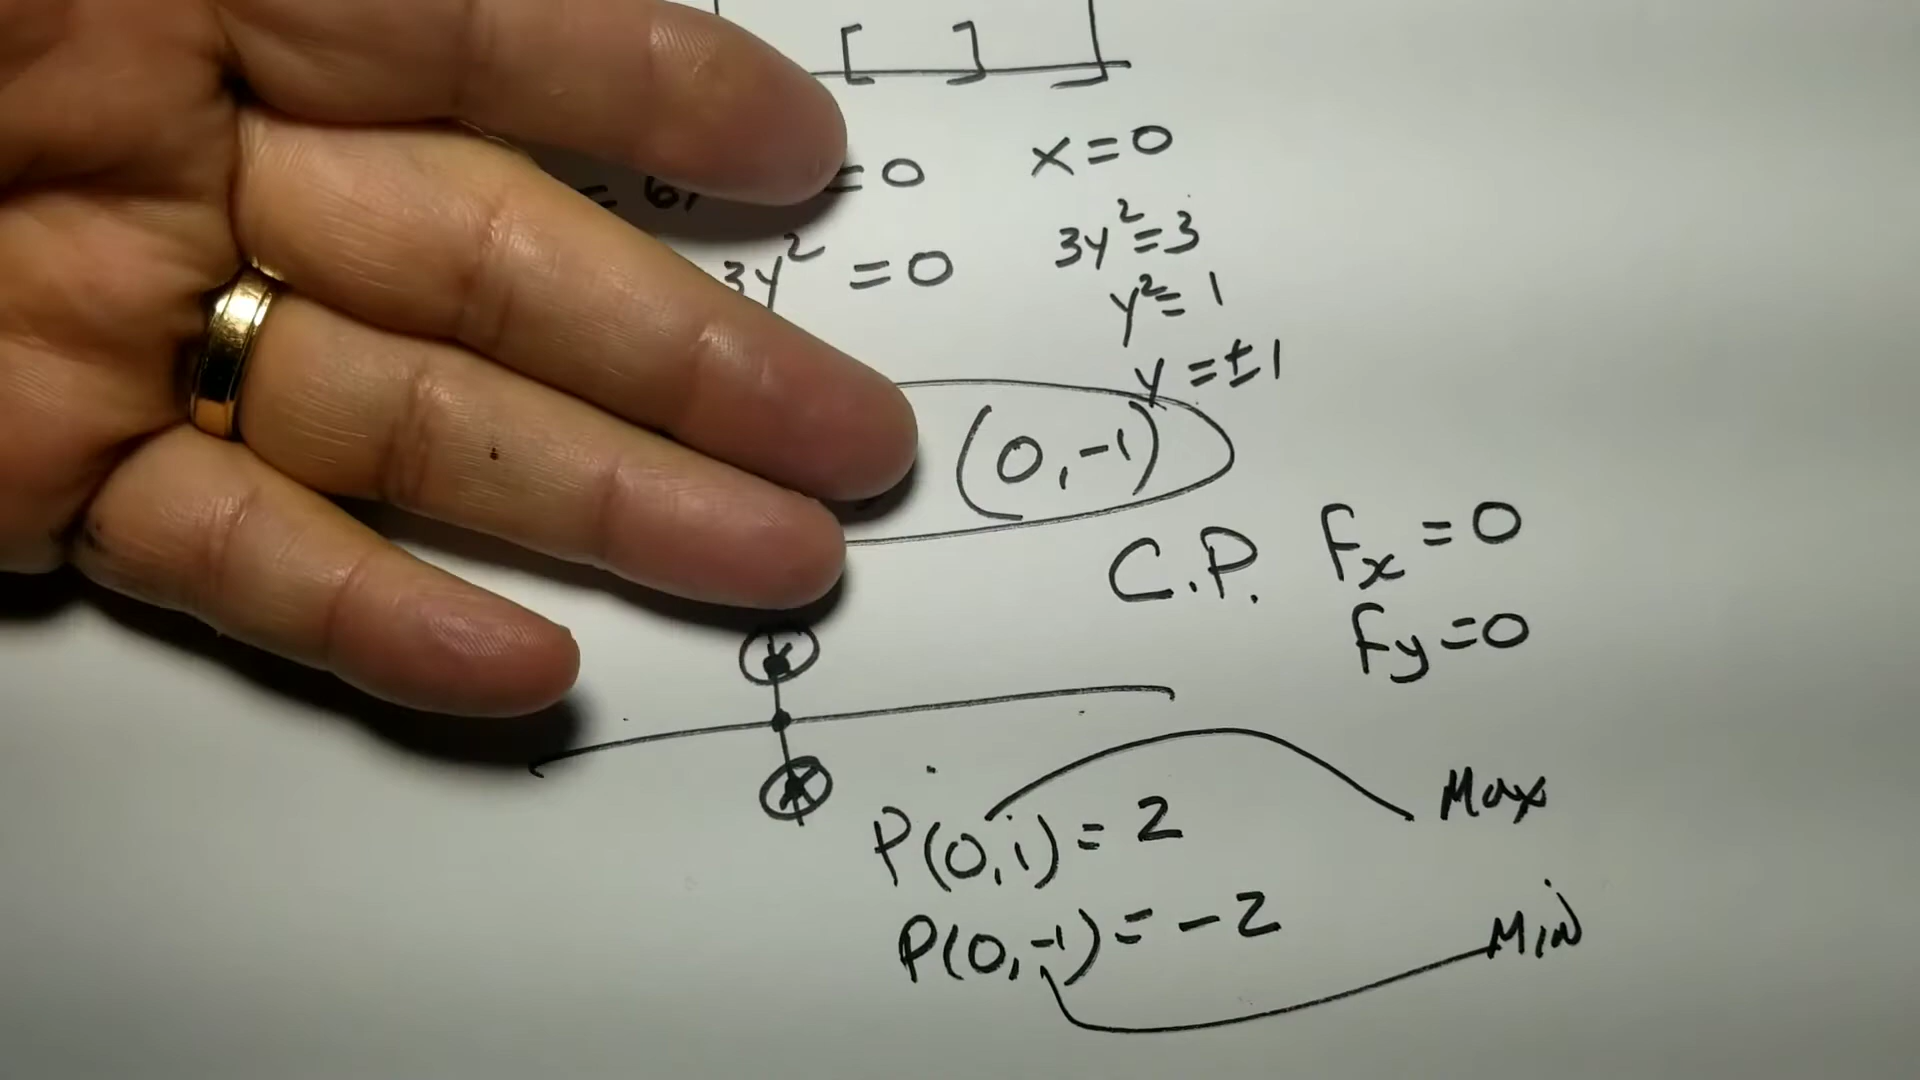 [ ] ]
= 6 = 0 x = 0
3y² = 0 3y² = 3
y² = 1
y = ±1
(0, -1)
C.P. Fx = 0
Fy = 0
P(0, 1) = 2 Max
P(0, -1) = -2 Min